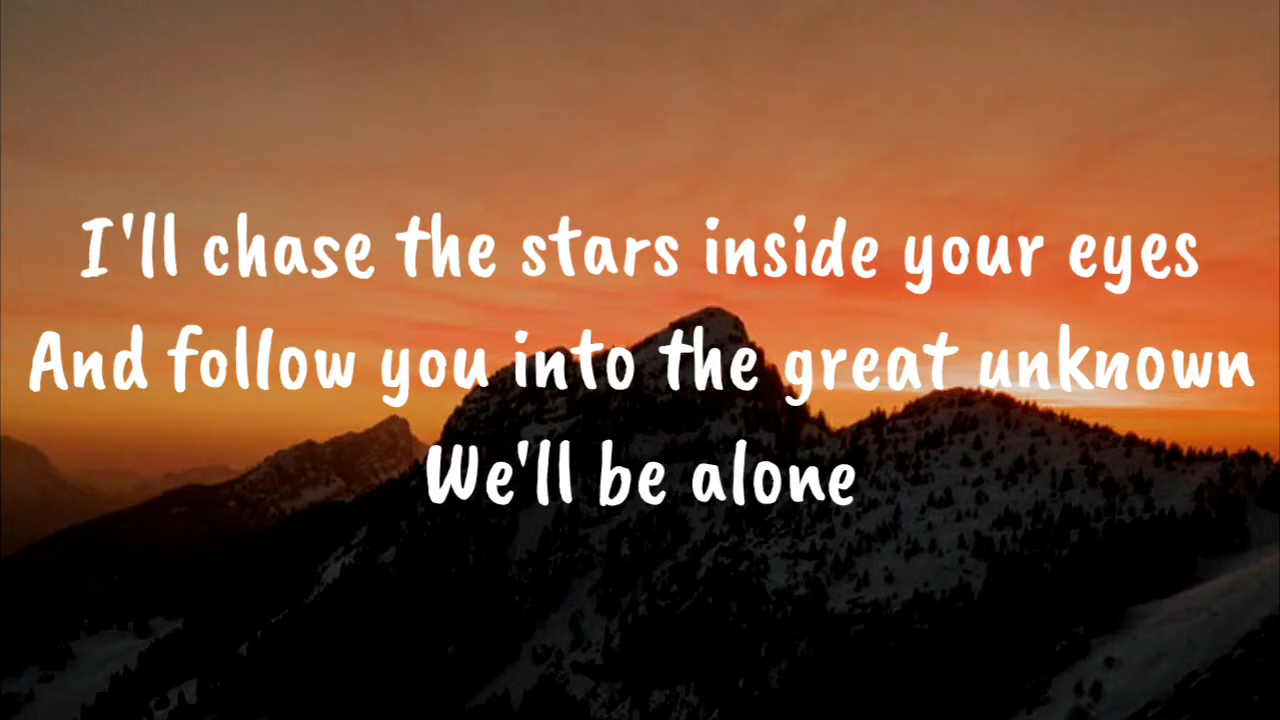 I'll chase the stars inside your eyes
And follow you into the great unknown
We'll be alone